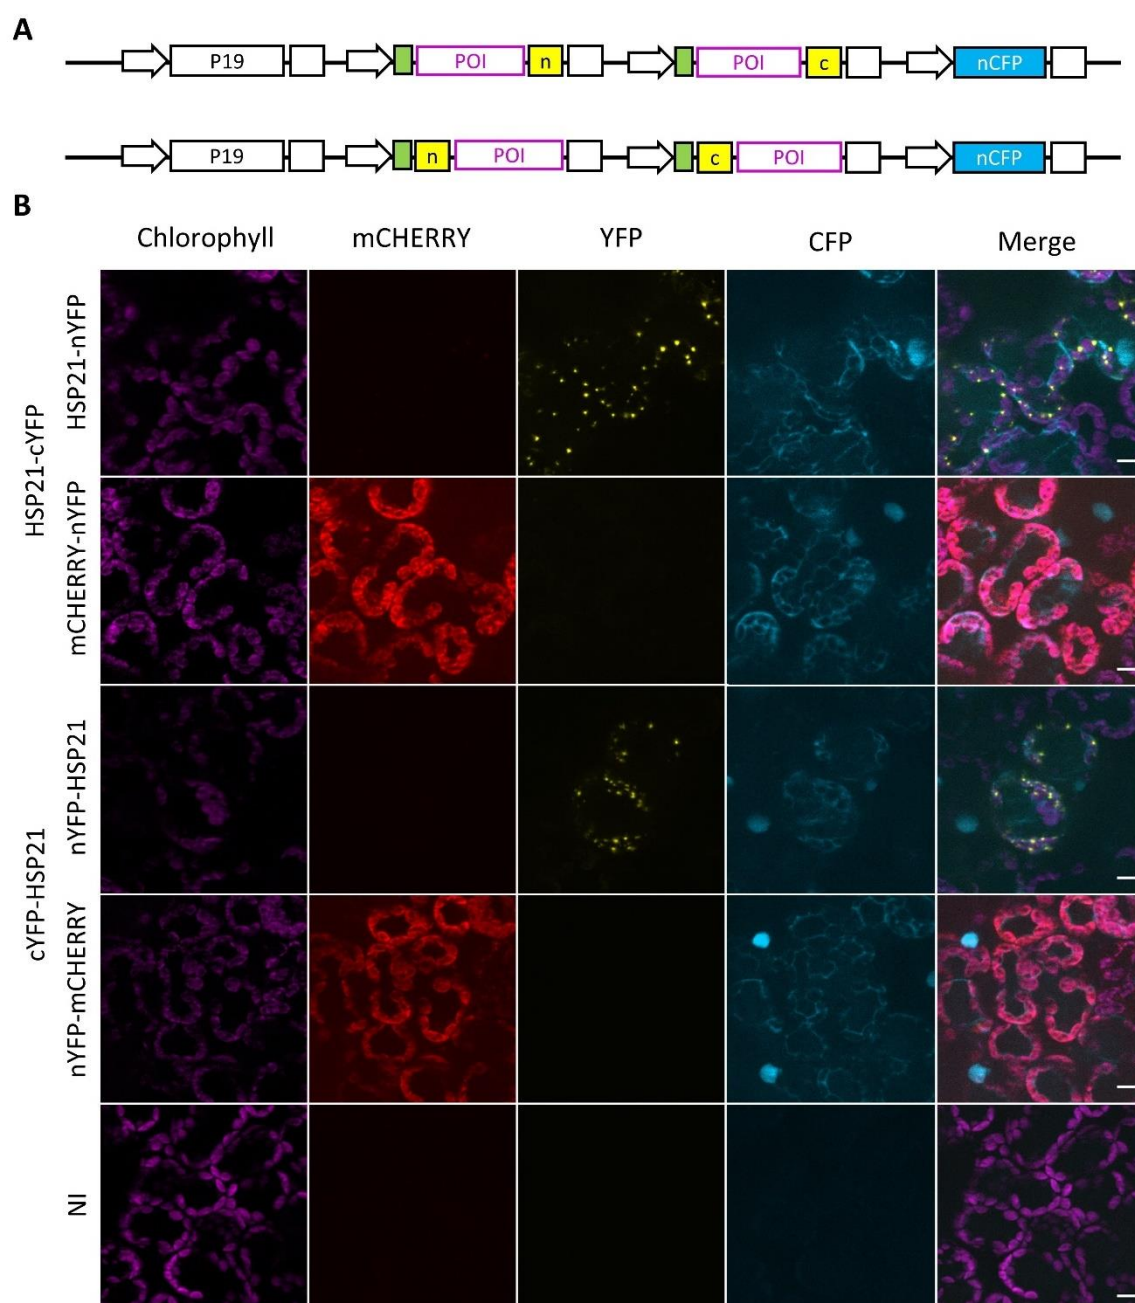 A
P19 POI n POI c nCFP
P19 n POI c POI nCFP
B
Chlorophyll mCHERRY YFP CFP Merge
HSP21-cYFP
HSP21-nYFP
mCHERRY-nYFP
cYFP-HSP21
nYFP-HSP21
nYFP-mCHERRY
NI